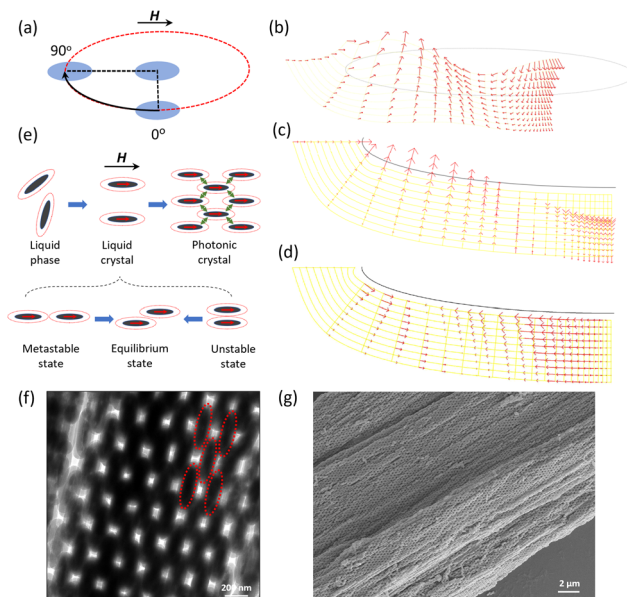 (a)
H
90°
0°
(b)
(c)
(d)
(e)
H
Liquid
phase
Liquid
crystal
Photonic
crystal
Metastable
state
Equilibrium
state
Unstable
state
(f)
200 nm
(g)
2 μm